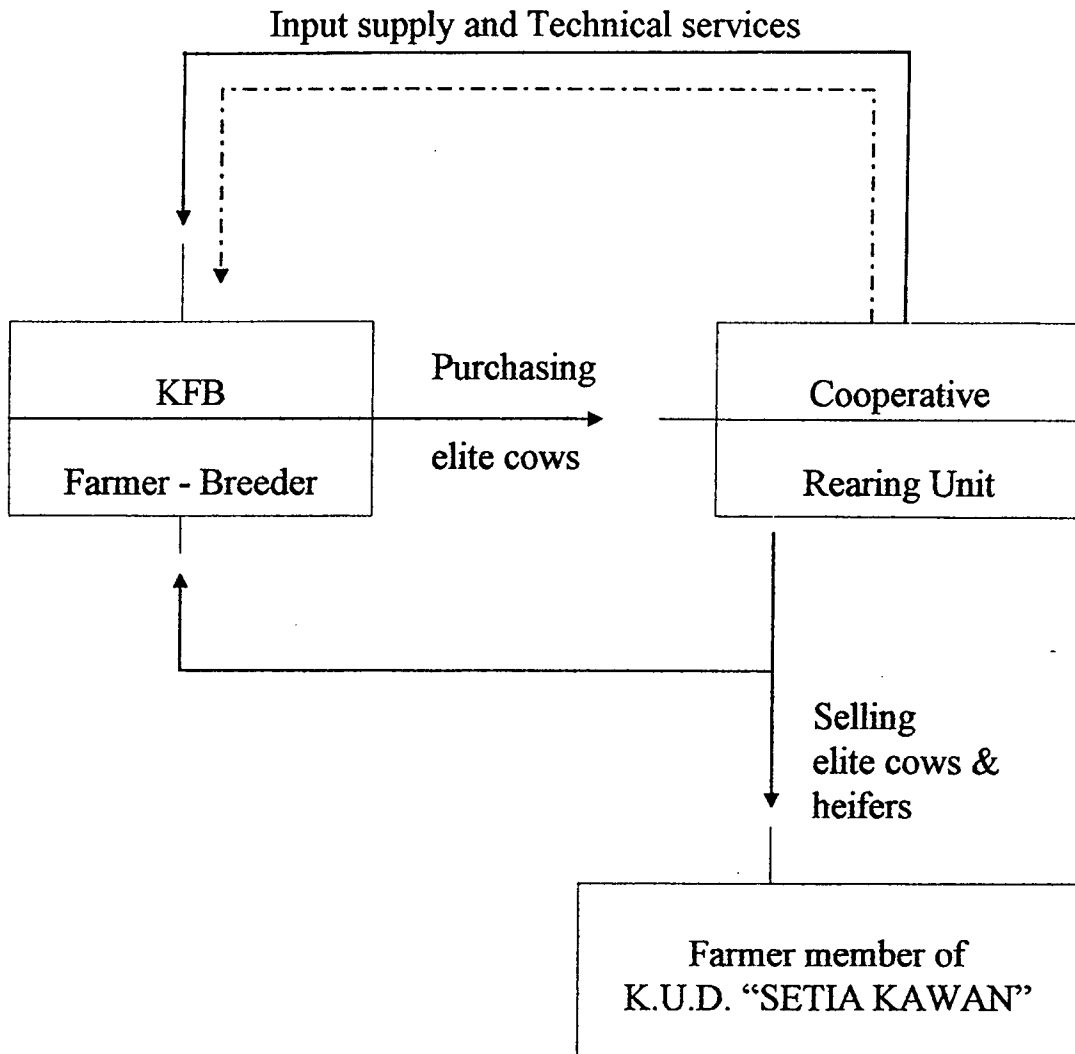 Input supply and Technical services
KFB
Farmer - Breeder
Purchasing
elite cows
Cooperative
Rearing Unit
Selling
elite cows &
heifers
Farmer member of
K.U.D. “SETIA KAWAN”